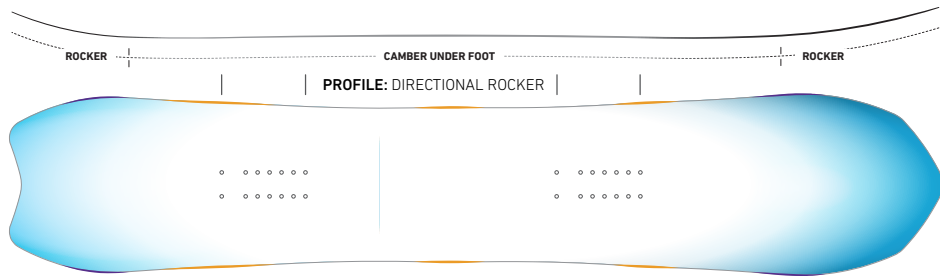 ROCKER CAMBER UNDER FOOT ROCKER
PROFILE: DIRECTIONAL ROCKER